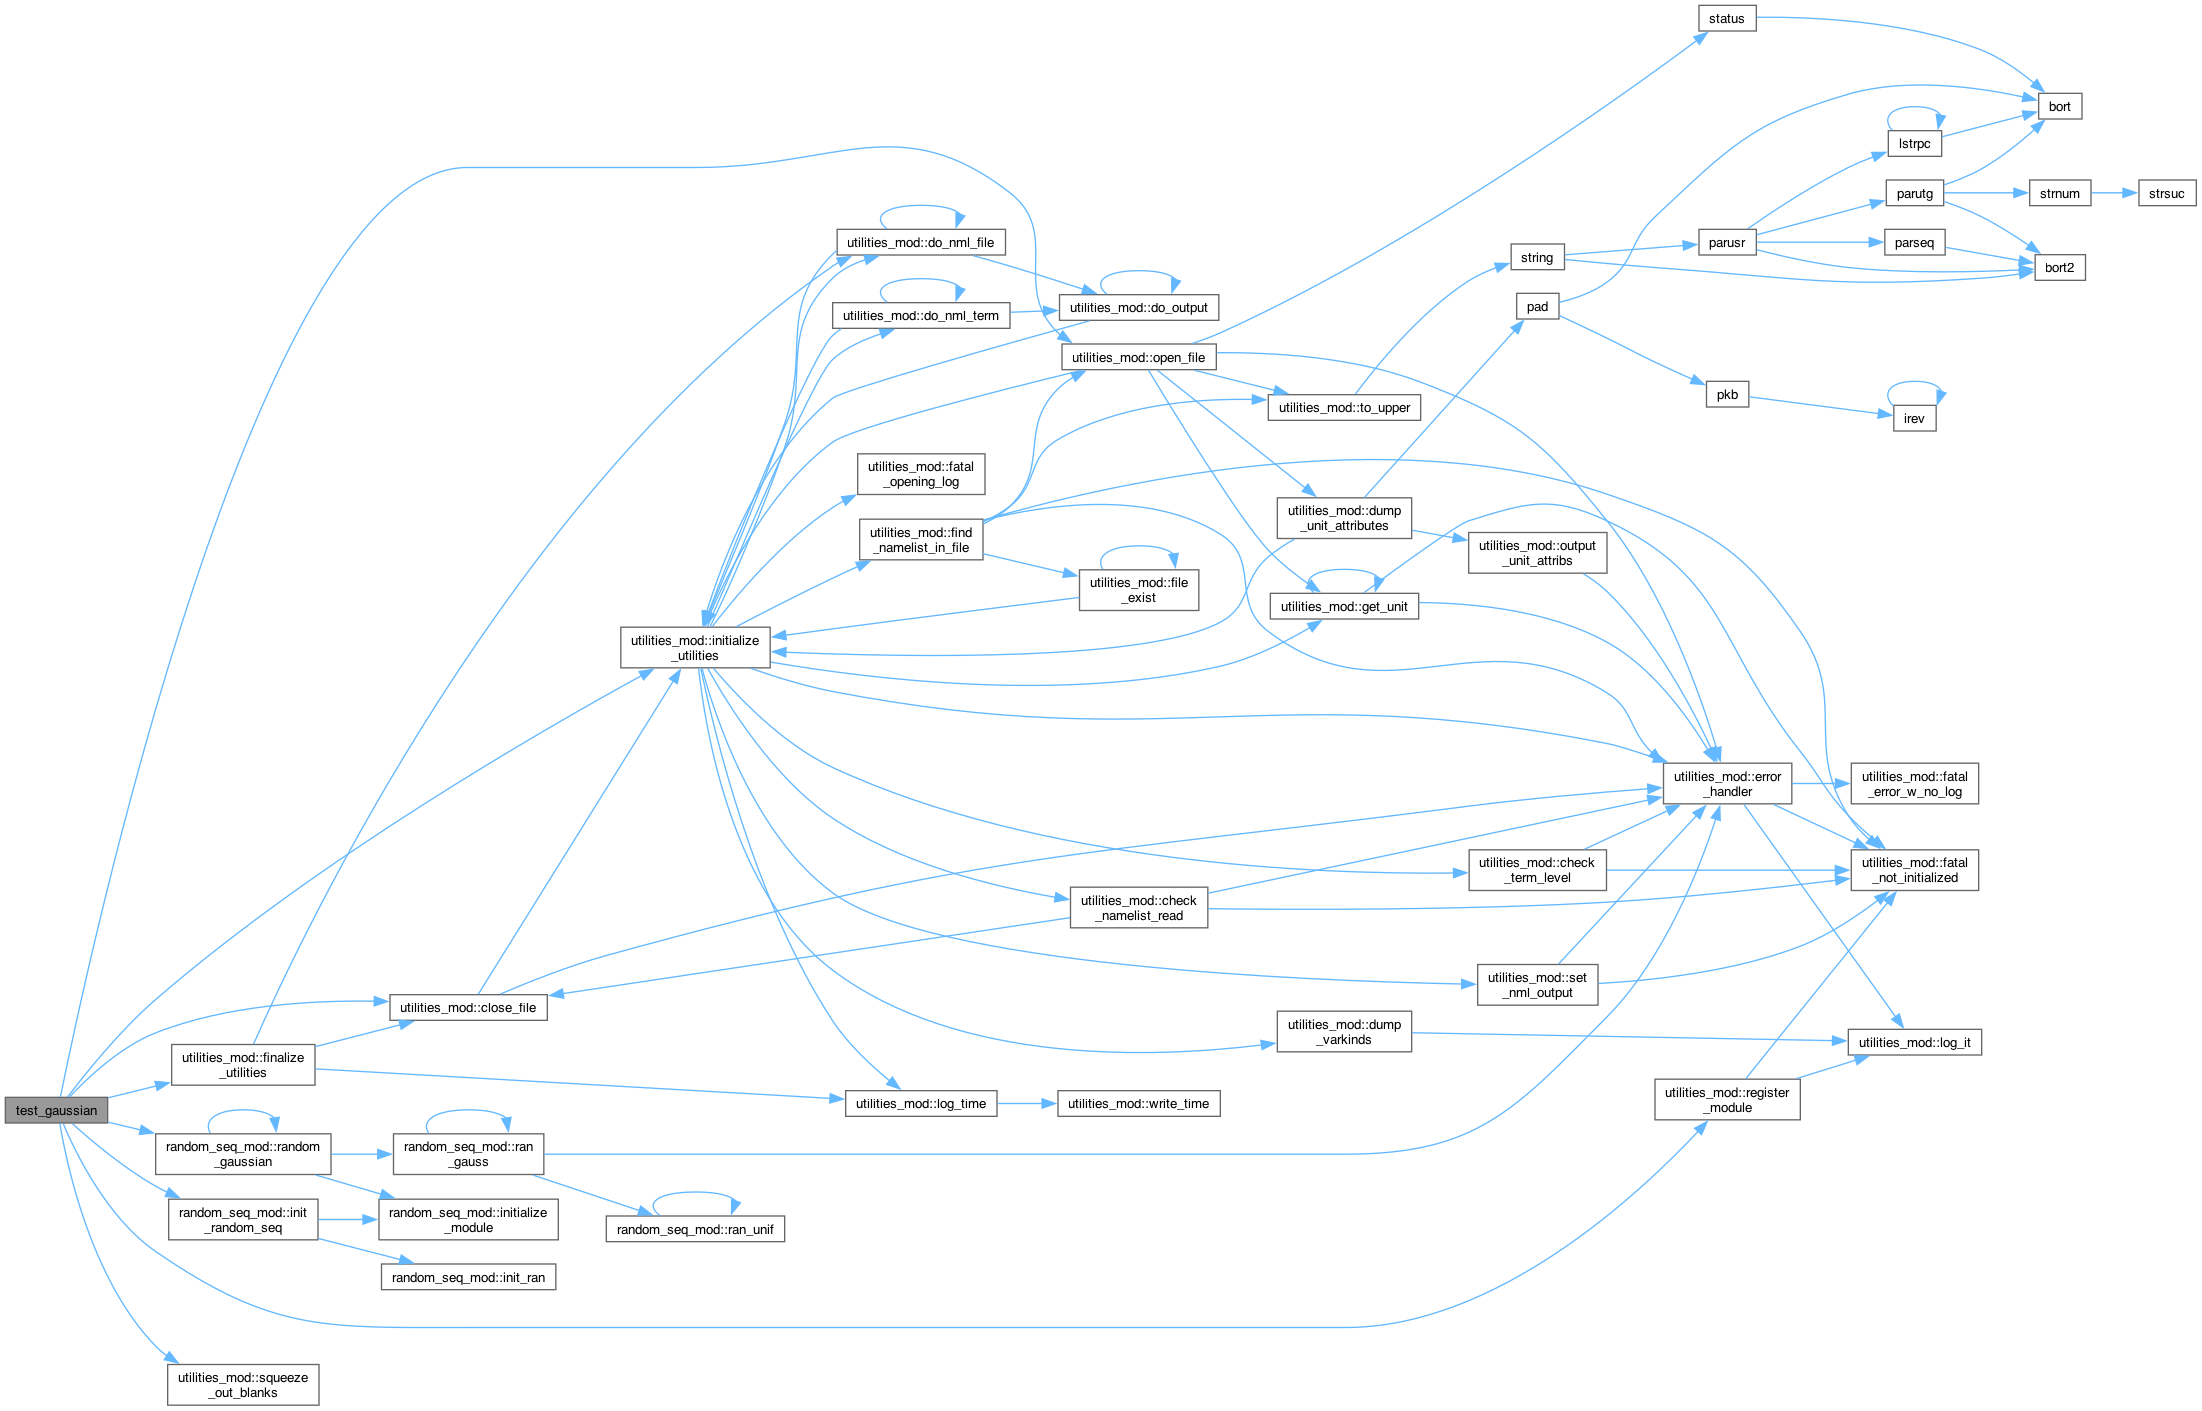 status
bort
lstrpc
parutg
strnum
strsuc
utilities_mod::do_nml_file
parusr
parseq
string
bort2
utilities_mod::do_nml_term
utilities_mod::do_output
pad
utilities_mod::open_file
utilities_mod::to_upper
pkb
irev
utilities_mod::fatal
_opening_log
utilities_mod::find
_namelist_in_file
utilities_mod::dump
_unit_attributes
utilities_mod::output
_unit_attribs
utilities_mod::file
_exist
utilities_mod::get_unit
utilities_mod::initialize
_utilities
utilities_mod::error
_handler
utilities_mod::fatal
_error_w_no_log
utilities_mod::check
_term_level
utilities_mod::fatal
_not_initialized
utilities_mod::check
_namelist_read
utilities_mod::set
_nml_output
utilities_mod::close_file
utilities_mod::dump
_varkinds
utilities_mod::log_it
utilities_mod::finalize
_utilities
utilities_mod::register
_module
test_gaussian
utilities_mod::log_time
utilities_mod::write_time
random_seq_mod::random
_gaussian
random_seq_mod::ran
_gauss
random_seq_mod::init
_random_seq
random_seq_mod::initialize
_module
random_seq_mod::ran_unif
random_seq_mod::init_ran
utilities_mod::squeeze
_out_blanks